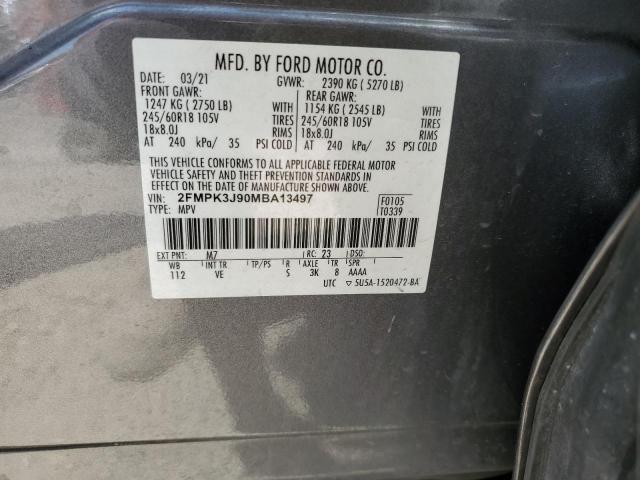 MFD. BY FORD MOTOR CO.
DATE: 03/21 GVWR: 2390 KG ( 5270 LB)
FRONT GAWR: REAR GAWR:
1247 KG ( 2750 LB) WITH 1154 KG ( 2545 LB) WITH
245/60R18 105V TIRES 245/60R18 105V TIRES
18x8.0J RIMS 18x8.0J RIMS
AT 240 kPa/ 35 PSI COLD AT 240 kPa/ 35 PSI COLD
THIS VEHICLE CONFORMS TO ALL APPLICABLE FEDERAL MOTOR
VEHICLE SAFETY AND THEFT PREVENTION STANDARDS IN
EFFECT ON THE DATE OF MANUFACTURE SHOWN ABOVE.
VIN: 2FMPK3J90MBA13497 F0105
TYPE: MPV T0339
EXT PNT: M7 RC: 23 DSO:
WB INT TR TP/PS R AXLE TR SPR
112 VE S 3K 8 AAAA
UTC ▽ 5U5A-1520472-BA